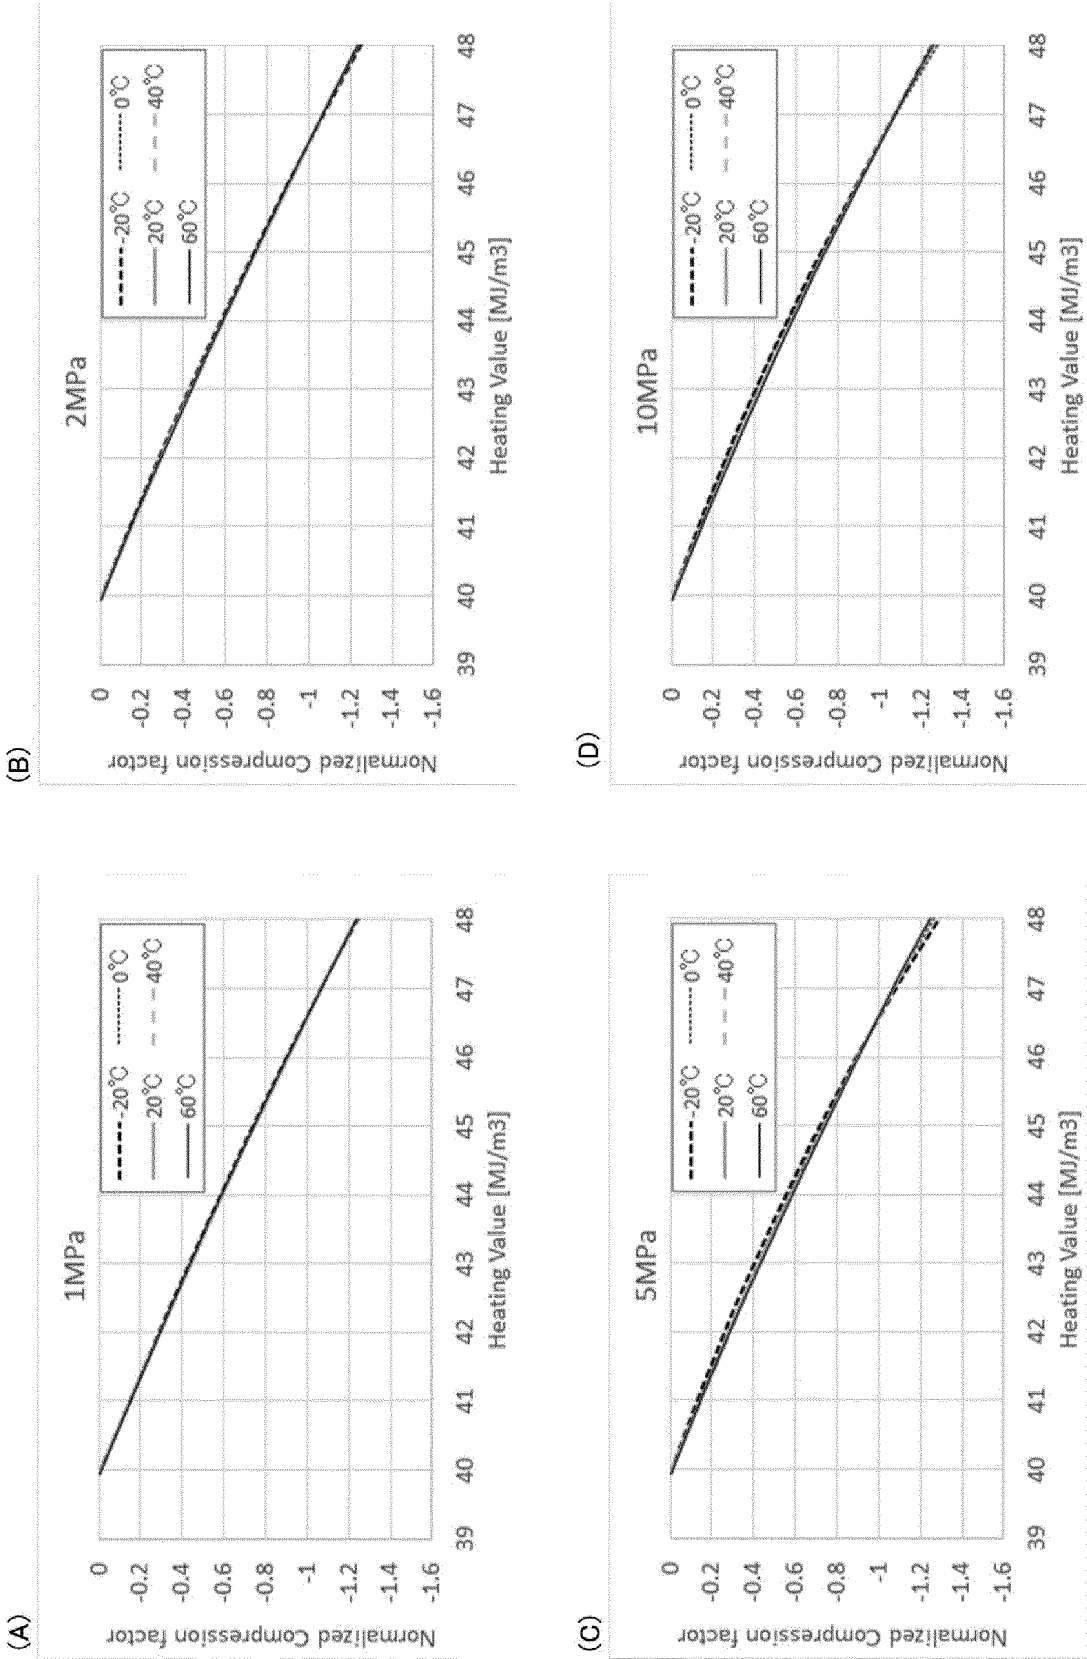 (A)
1MPa
Normalized Compression factor
0
-0.2
-0.4
-0.6
-0.8
-1
-1.2
-1.4
-1.6
39 40 41 42 43 44 45 46 47 48
Heating Value [MJ/m3]
-20℃ 0℃
20℃ 40℃
60℃
(B)
2MPa
Normalized Compression factor
0
-0.2
-0.4
-0.6
-0.8
-1
-1.2
-1.4
-1.6
39 40 41 42 43 44 45 46 47 48
Heating Value [MJ/m3]
-20℃ 0℃
20℃ 40℃
60℃
(C)
5MPa
Normalized Compression factor
0
-0.2
-0.4
-0.6
-0.8
-1
-1.2
-1.4
-1.6
39 40 41 42 43 44 45 46 47 48
Heating Value [MJ/m3]
-20℃ 0℃
20℃ 40℃
60℃
(D)
10MPa
Normalized Compression factor
0
-0.2
-0.4
-0.6
-0.8
-1
-1.2
-1.4
-1.6
39 40 41 42 43 44 45 46 47 48
Heating Value [MJ/m3]
-20℃ 0℃
20℃ 40℃
60℃